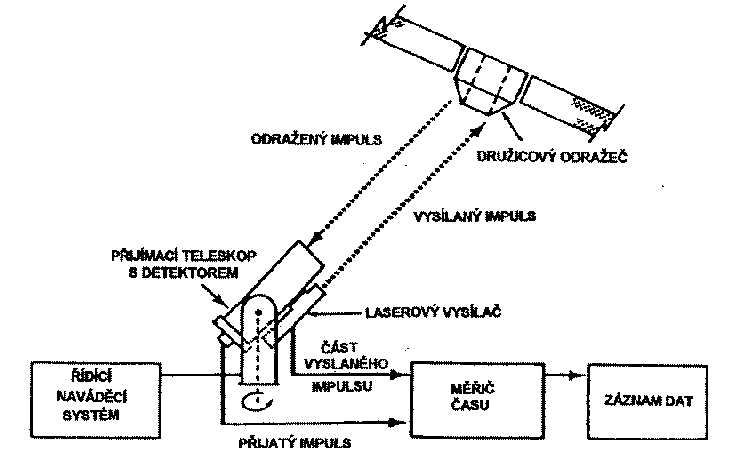 ODRAŽENÝ IMPULS
DRUŽICOVÝ ODRAŽEČ
VYSÍLANÝ IMPULS
PŘIJÍMACÍ TELESKOP
S DETEKTOREM
LASEROVÝ VYSÍLAČ
ČÁST
VYSLANÉHO
IMPULSU
ŘÍDÍCÍ
NAVÁDĚCÍ
SYSTÉM
MĚŘIČ
ČASU
ZÁZNAM DAT
PŘIJATÝ IMPULS